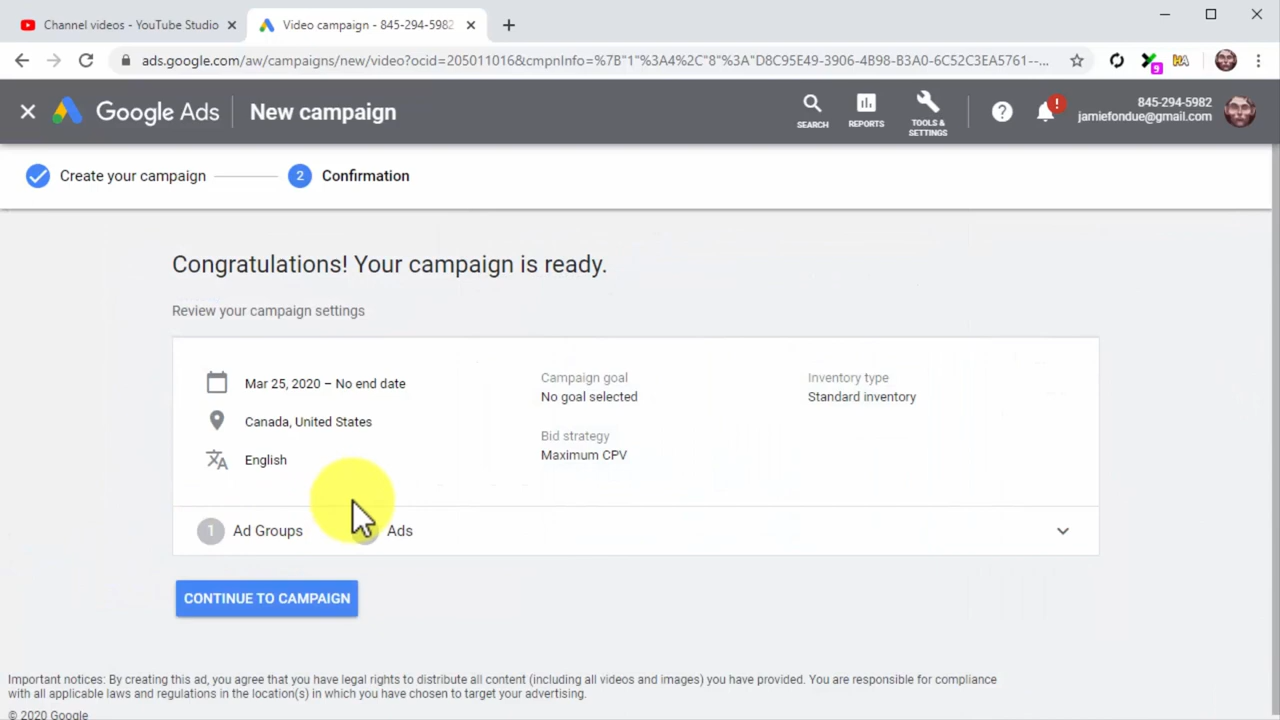 Channel videos - YouTube Studio
Video campaign - 845-294-5982
ads.google.com/aw/campaigns/new/video?ocid=205011016&cmpnInfo=%7B"1"%3A4%2C"8"%3A"D8C95E49-3906-4B98-B3A0-6C52C3EA5761--...
9
Google Ads
New campaign
SEARCH
REPORTS
TOOLS & SETTINGS
!
845-294-5982
jamiefondue@gmail.com
Create your campaign
2 Confirmation
Congratulations! Your campaign is ready.
Review your campaign settings
Mar 25, 2020 – No end date
Canada, United States
English
Campaign goal
No goal selected
Bid strategy
Maximum CPV
Inventory type
Standard inventory
1 Ad Groups
Ads
CONTINUE TO CAMPAIGN
Important notices: By creating this ad, you agree that you have legal rights to distribute all content (including all videos and images) you have provided. You are responsible for compliance
with all applicable laws and regulations in the location(s) in which you have chosen to target your advertising.
© 2020 Google